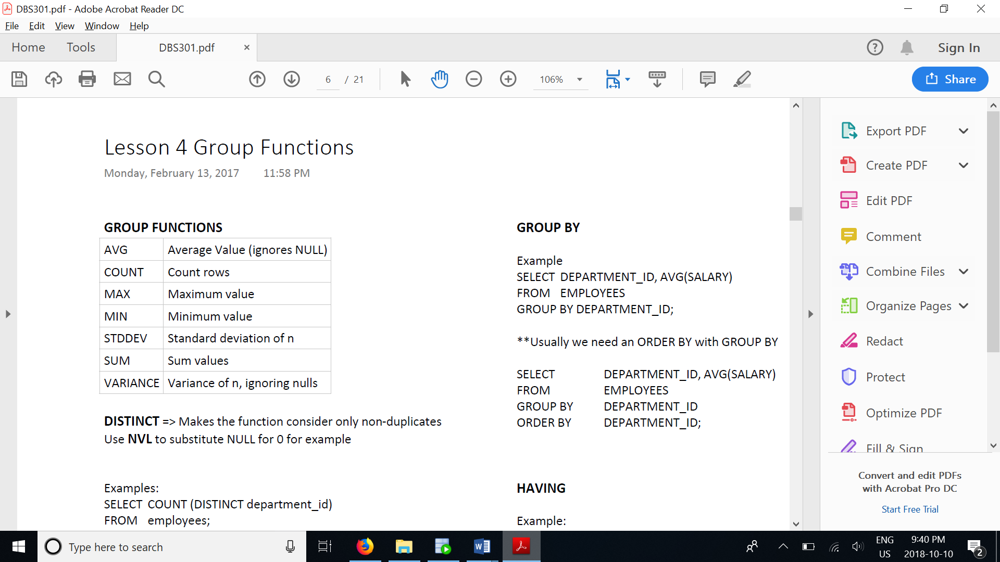 DBS301.pdf - Adobe Acrobat Reader DC
File Edit View Window Help
Home Tools DBS301.pdf × Sign In
6 / 21 106% Share
Lesson 4 Group Functions
Monday, February 13, 2017 11:58 PM
GROUP FUNCTIONS
AVG Average Value (ignores NULL)
COUNT Count rows
MAX Maximum value
MIN Minimum value
STDDEV Standard deviation of n
SUM Sum values
VARIANCE Variance of n, ignoring nulls
DISTINCT => Makes the function consider only non-duplicates
Use NVL to substitute NULL for 0 for example
Examples:
SELECT COUNT (DISTINCT department_id)
FROM employees;
GROUP BY
Example
SELECT DEPARTMENT_ID, AVG(SALARY)
FROM EMPLOYEES
GROUP BY DEPARTMENT_ID;
**Usually we need an ORDER BY with GROUP BY
SELECT DEPARTMENT_ID, AVG(SALARY)
FROM EMPLOYEES
GROUP BY DEPARTMENT_ID
ORDER BY DEPARTMENT_ID;
HAVING
Example:
Export PDF
Create PDF
Edit PDF
Comment
Combine Files
Organize Pages
Redact
Protect
Optimize PDF
Fill & Sign
Convert and edit PDFs
with Acrobat Pro DC
Start Free Trial
Type here to search
ENG
US
9:40 PM
2018-10-10
2